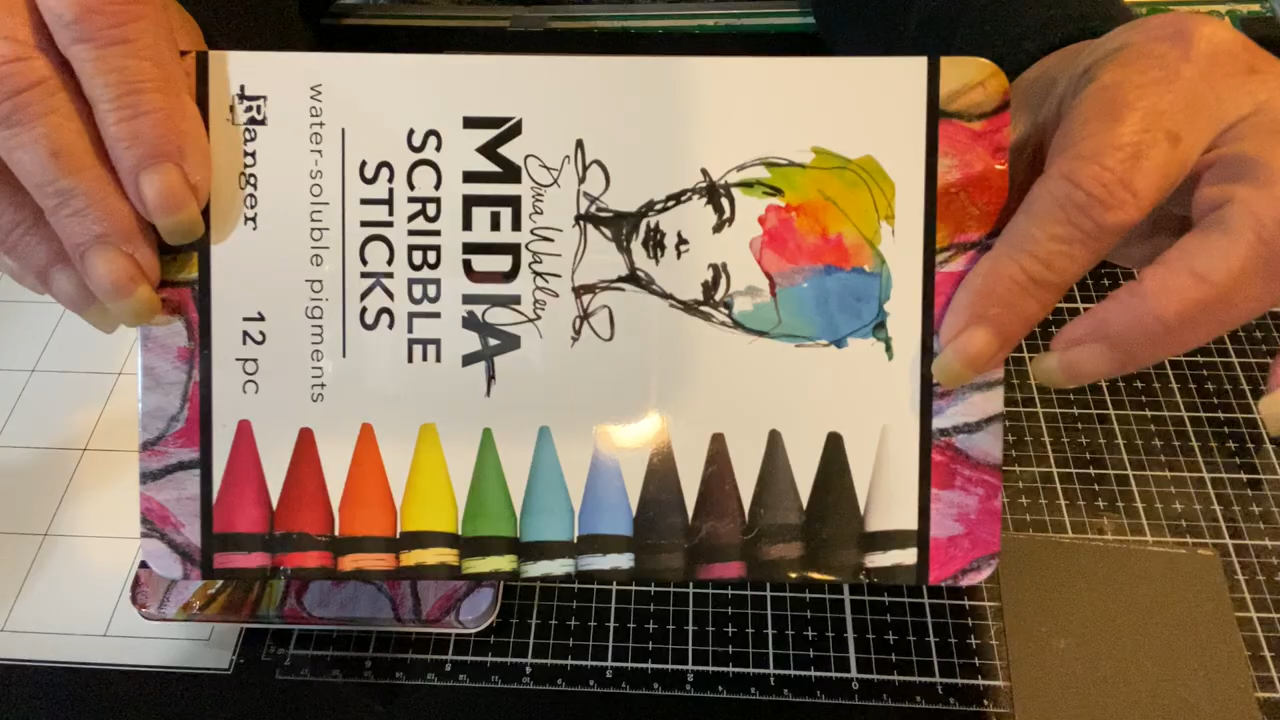 Dina Wakley
MEDIA
SCRIBBLE
STICKS
water-soluble pigments
Ranger
12 pc